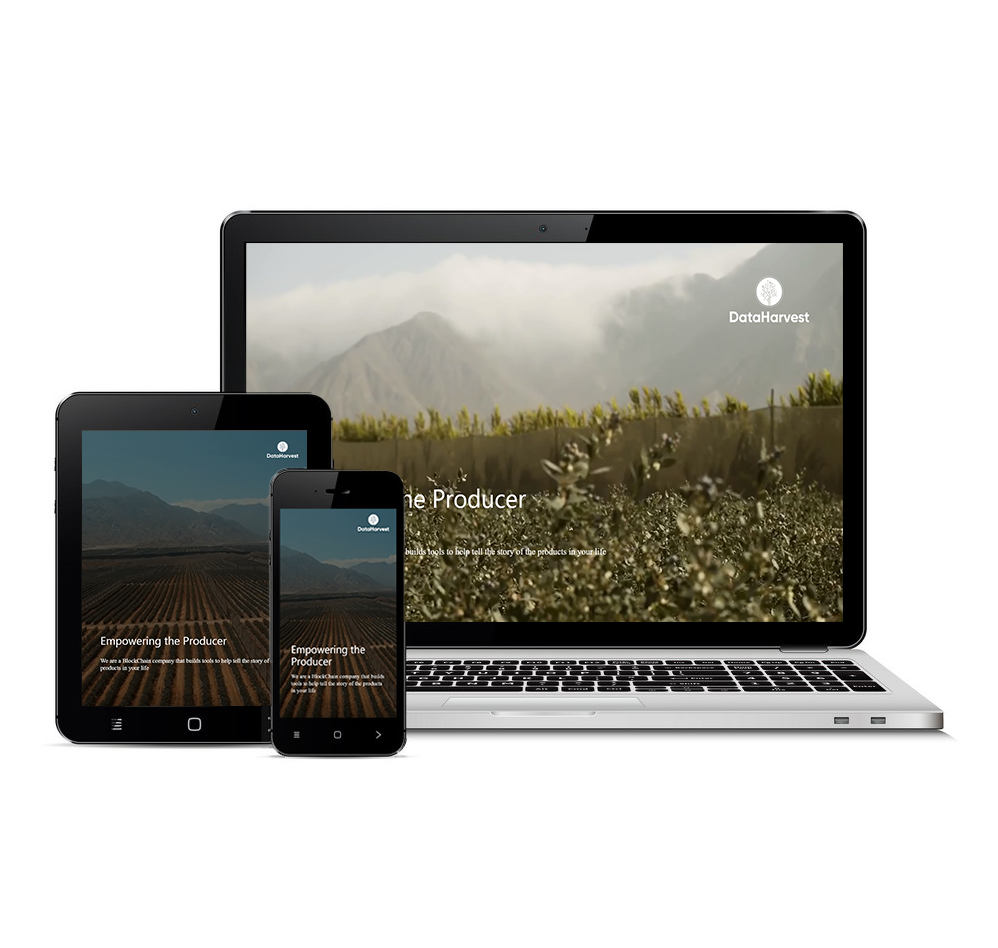 DataHarvest
he Producer
builds tools to help tell the story of the products in your life
DataHarvest
Empowering the Producer
We are a BlockChain company that builds tools to help tell the story of
products in your life
DataHarvest
Empowering the
Producer
We are a BlockChain company that builds
tools to help tell the story of the products
in your life